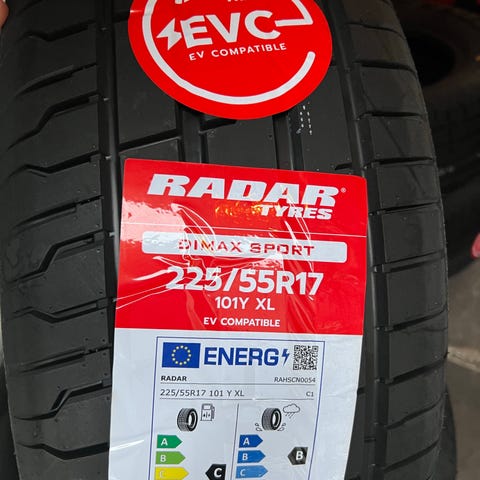 EVC
EV COMPATIBLE
RADAR®
TYRES
DIMAX SPORT
225/55R17
101Y XL
EV COMPATIBLE
ENERG
RADAR RAHSCN0054
225/55R17 101 Y XL C1
A A
B B B
C C C